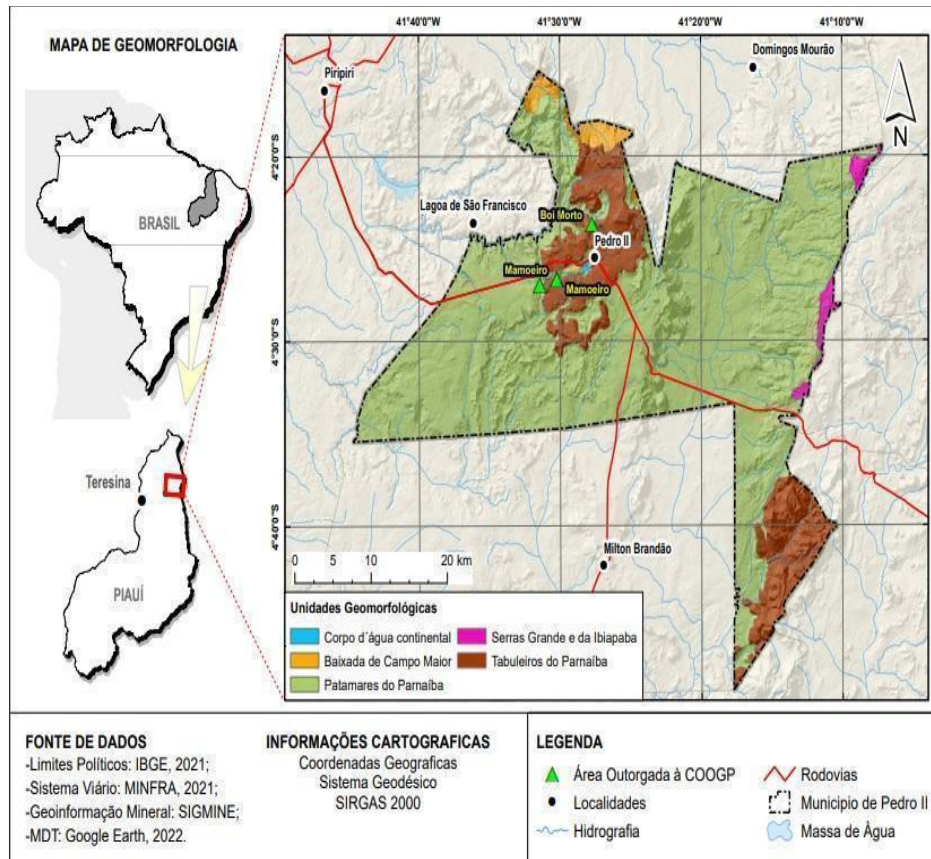 MAPA DE GEOMORFOLOGIA
BRASIL
Teresina
PIAUÍ
41°40'0"W
41°30'0"W
41°20'0"W
41°10'0"W
4°20'0"S
4°30'0"S
4°40'0"S
Domingos Mourão
Piripiri
N
Lagoa de São Francisco
Boi Morto
Pedro II
Mamoeiro
Mamoeiro
Milton Brandão
0 5 10 20 km
Unidades Geomorfológicas
Corpo d´água continental
Serras Grande e da Ibiapaba
Baixada de Campo Maior
Tabuleiros do Parnaíba
Patamares do Parnaíba
FONTE DE DADOS
-Limites Políticos: IBGE, 2021;
-Sistema Viário: MINFRA, 2021;
-Geoinformação Mineral: SIGMINE;
-MDT: Google Earth, 2022.
INFORMAÇÕES CARTOGRAFICAS
Coordenadas Geograficas
Sistema Geodésico
SIRGAS 2000
LEGENDA
Área Outorgada à COOGP
Rodovias
Localidades
Municipio de Pedro II
Hidrografia
Massa de Água